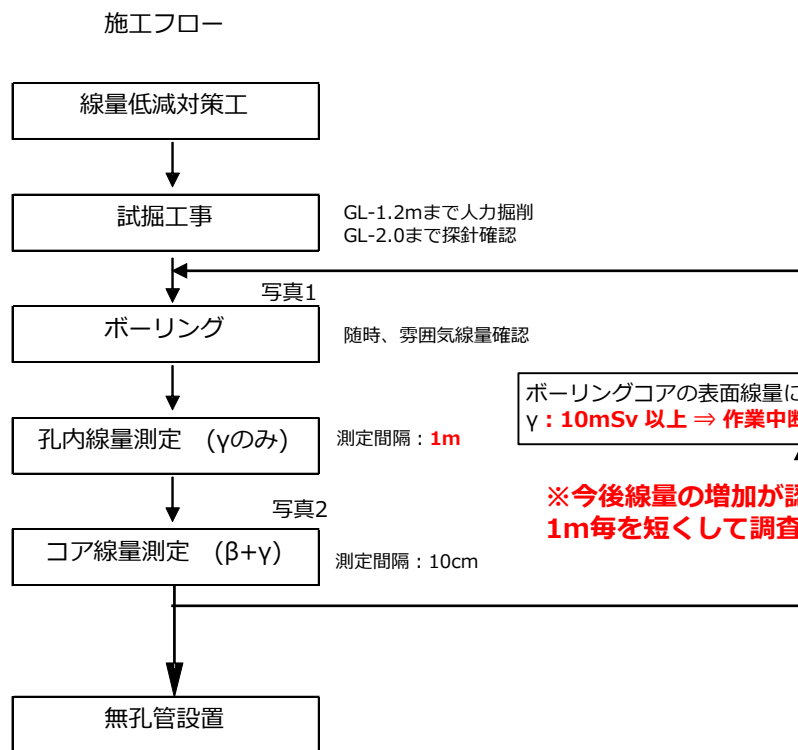 施工フロー
線量低減対策工
試掘工事
GL-1.2mまで人力掘削
GL-2.0まで探針確認
写真1
ボーリング
随時、雰囲気線量確認
ボーリングコアの表面線量に
γ：10mSv 以上 ⇒ 作業中断
孔内線量測定　(γのみ)
測定間隔：1m
※今後線量の増加が認
1m毎を短くして調査
写真2
コア線量測定　(β+γ)
測定間隔：10cm
無孔管設置